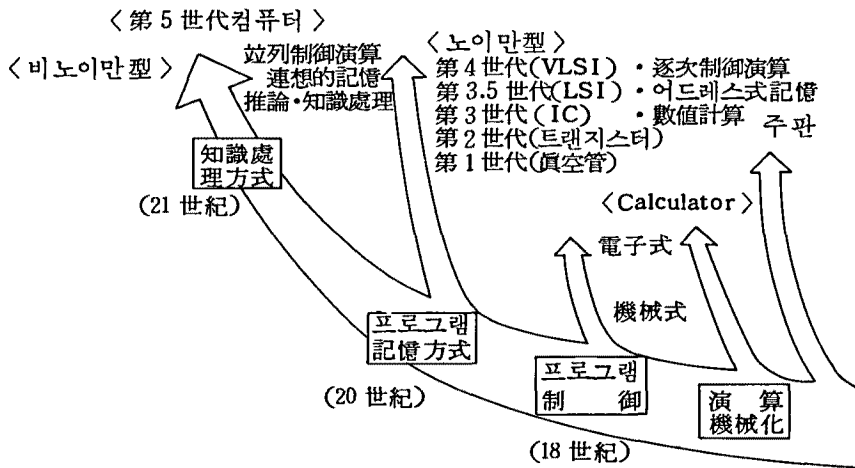 〈第5世代컴퓨터〉
〈비노이만型〉
竝列制御演算
連想的記憶
推論·知識處理
〈노이만型〉
第4世代(VLSI) ·逐次制御演算
第3.5世代(LSI) ·어드레스式記憶
第3世代(IC) ·數値計算
第2世代(트랜지스터)
第1世代(眞空管)
주판
知識處
理方式
(21世紀)
〈Calculator〉
電子式
機械式
프로그램
記憶方式
(20世紀)
프로그램
制 御
(18世紀)
演 算
機械化